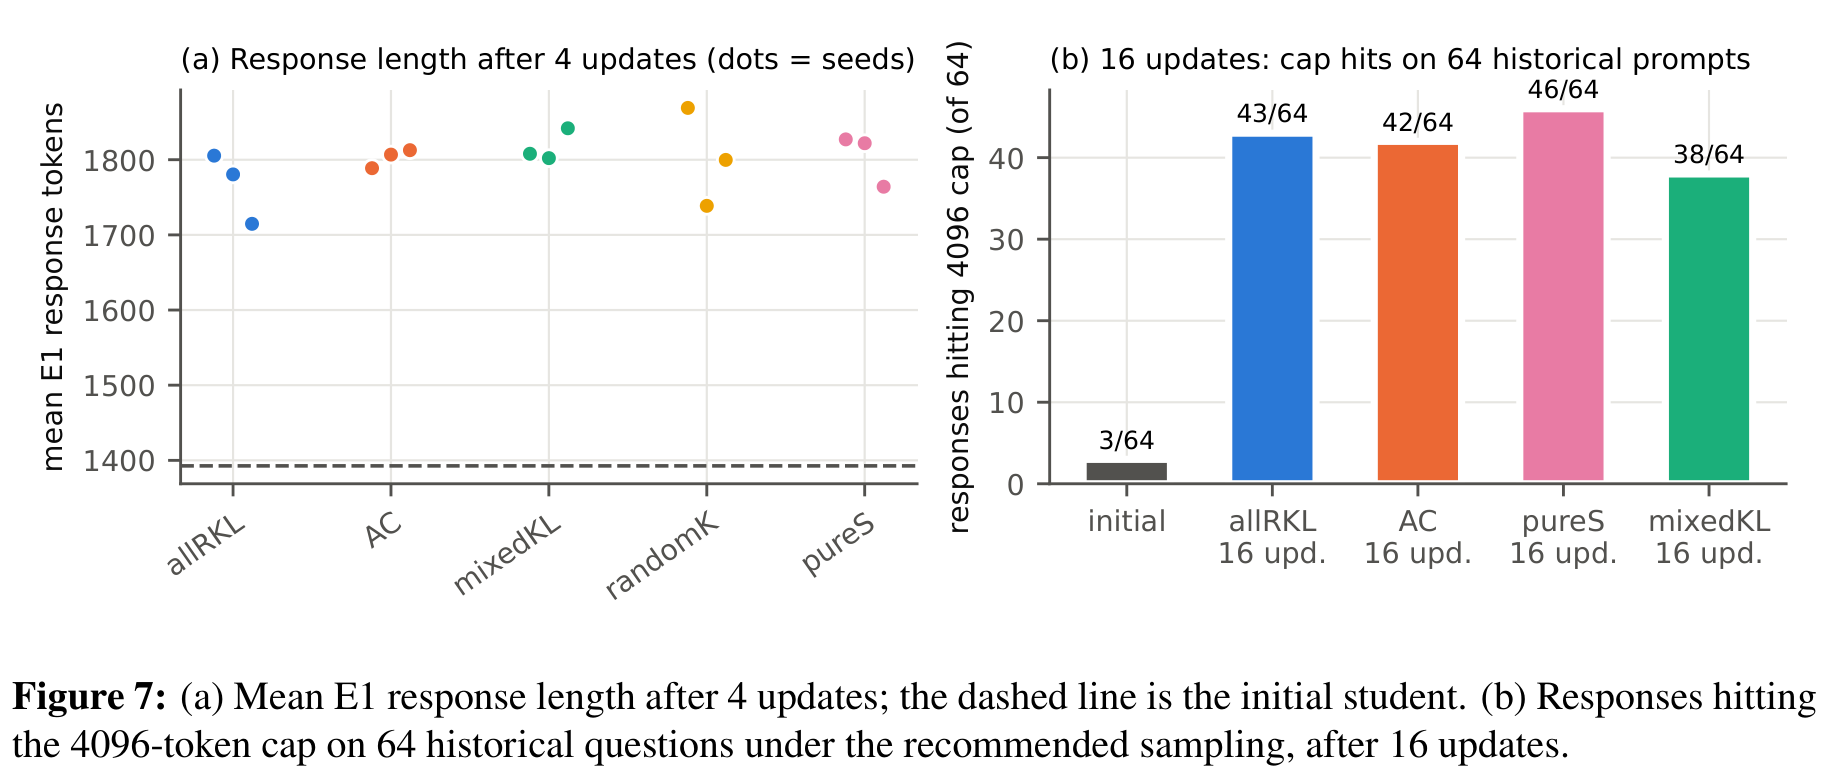 (a) Response length after 4 updates (dots = seeds)
mean E1 response tokens
1800
1700
1600
1500
1400
allRKL
AC
mixedKL
randomK
pureS
(b) 16 updates: cap hits on 64 historical prompts
responses hitting 4096 cap (of 64)
40
30
20
10
0
3/64
43/64
42/64
46/64
38/64
initial
allRKL
16 upd.
AC
16 upd.
pureS
16 upd.
mixedKL
16 upd.
Figure 7: (a) Mean E1 response length after 4 updates; the dashed line is the initial student. (b) Responses hitting
the 4096-token cap on 64 historical questions under the recommended sampling, after 16 updates.